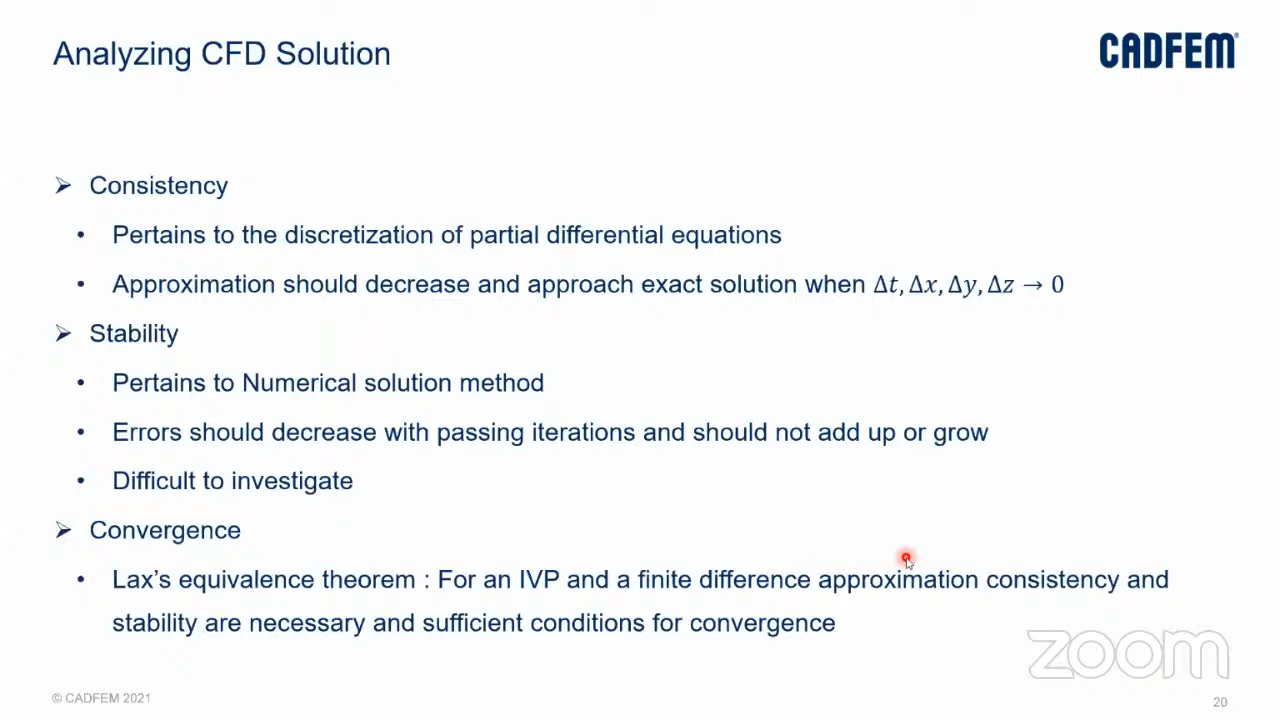 Analyzing CFD Solution
CADFEM®
➢ Consistency
• Pertains to the discretization of partial differential equations
• Approximation should decrease and approach exact solution when Δ𝑡, Δ𝑥, Δ𝑦, Δ𝑧 → 0
➢ Stability
• Pertains to Numerical solution method
• Errors should decrease with passing iterations and should not add up or grow
• Difficult to investigate
➢ Convergence
• Lax’s equivalence theorem : For an IVP and a finite difference approximation consistency and
stability are necessary and sufficient conditions for convergence
zoom
© CADFEM 2021
20